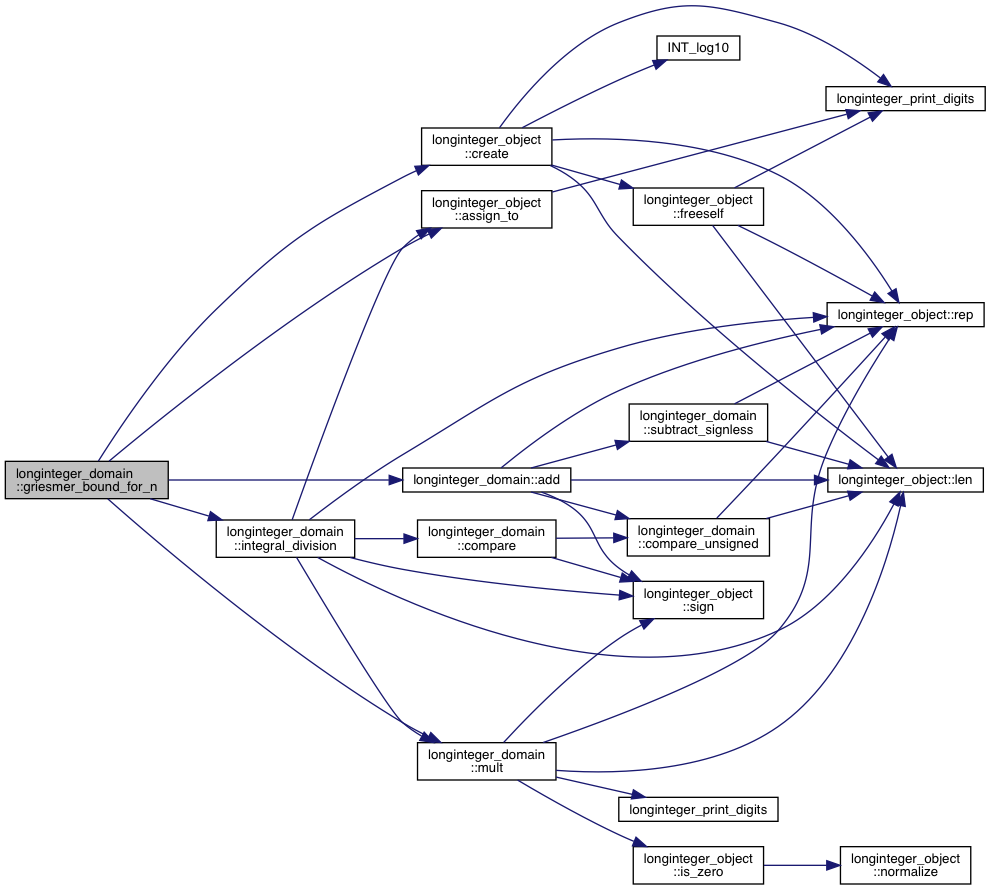 INT_log10
longinteger_print_digits
longinteger_object
::create
longinteger_object
::assign_to
longinteger_object
::freeself
longinteger_object::rep
longinteger_domain
::subtract_signless
longinteger_domain
::griesmer_bound_for_n
longinteger_domain::add
longinteger_object::len
longinteger_domain
::integral_division
longinteger_domain
::compare
longinteger_domain
::compare_unsigned
longinteger_object
::sign
longinteger_domain
::mult
longinteger_print_digits
longinteger_object
::is_zero
longinteger_object
::normalize